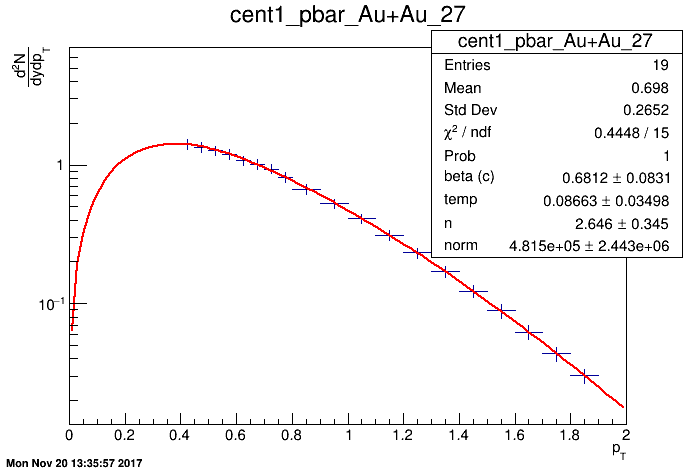 cent1_pbar_Au+Au_27
d²N
dydp_T
cent1_pbar_Au+Au_27
Entries 19
Mean 0.698
Std Dev 0.2652
χ² / ndf 0.4448 / 15
Prob 1
beta (c) 0.6812 ± 0.0831
temp 0.08663 ± 0.03498
n 2.646 ± 0.345
norm 4.815e+05 ± 2.443e+06
1
10⁻¹
0 0.2 0.4 0.6 0.8 1 1.2 1.4 1.6 1.8 2
p_T
Mon Nov 20 13:35:57 2017